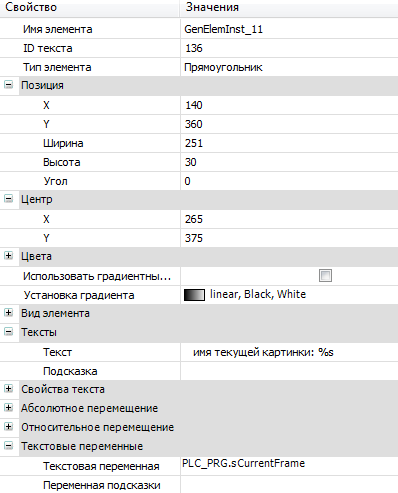 Свойство Значения
Имя элемента GenElemInst_11
ID текста 136
Тип элемента Прямоугольник
Позиция
X 140
Y 360
Ширина 251
Высота 30
Угол 0
Центр
X 265
Y 375
Цвета
Использовать градиентны...
Установка градиента linear, Black, White
Вид элемента
Тексты
Текст имя текущей картинки: %s
Подсказка
Свойства текста
Абсолютное перемещение
Относительное перемещение
Текстовые переменные
Текстовая переменная PLC_PRG.sCurrentFrame
Переменная подсказки